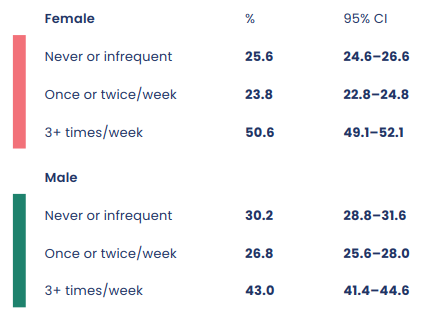 Female % 95% CI
Never or infrequent 25.6 24.6–26.6
Once or twice/week 23.8 22.8–24.8
3+ times/week 50.6 49.1–52.1
Male
Never or infrequent 30.2 28.8–31.6
Once or twice/week 26.8 25.6–28.0
3+ times/week 43.0 41.4–44.6